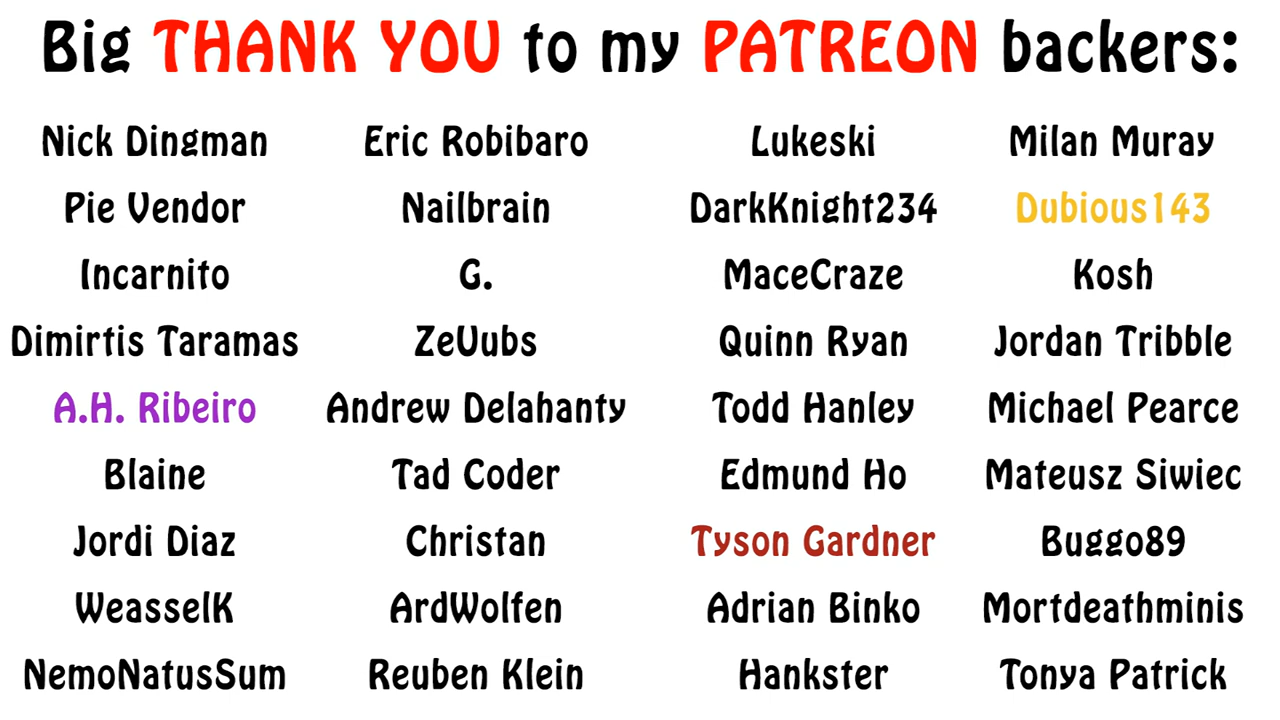 Big THANK YOU to my PATREON backers:
Nick Dingman Eric Robibaro Lukeski Milan Muray
Pie Vendor Nailbrain DarkKnight234 Dubious143
Incarnito G. MaceCraze Kosh
Dimirtis Taramas ZeVubs Quinn Ryan Jordan Tribble
A.H. Ribeiro Andrew Delahanty Todd Hanley Michael Pearce
Blaine Tad Coder Edmund Ho Mateusz Siwiec
Jordi Diaz Christan Tyson Gardner Buggo89
WeasselK ArdWolfen Adrian Binko Mortdeathminis
NemoNatusSum Reuben Klein Hankster Tonya Patrick